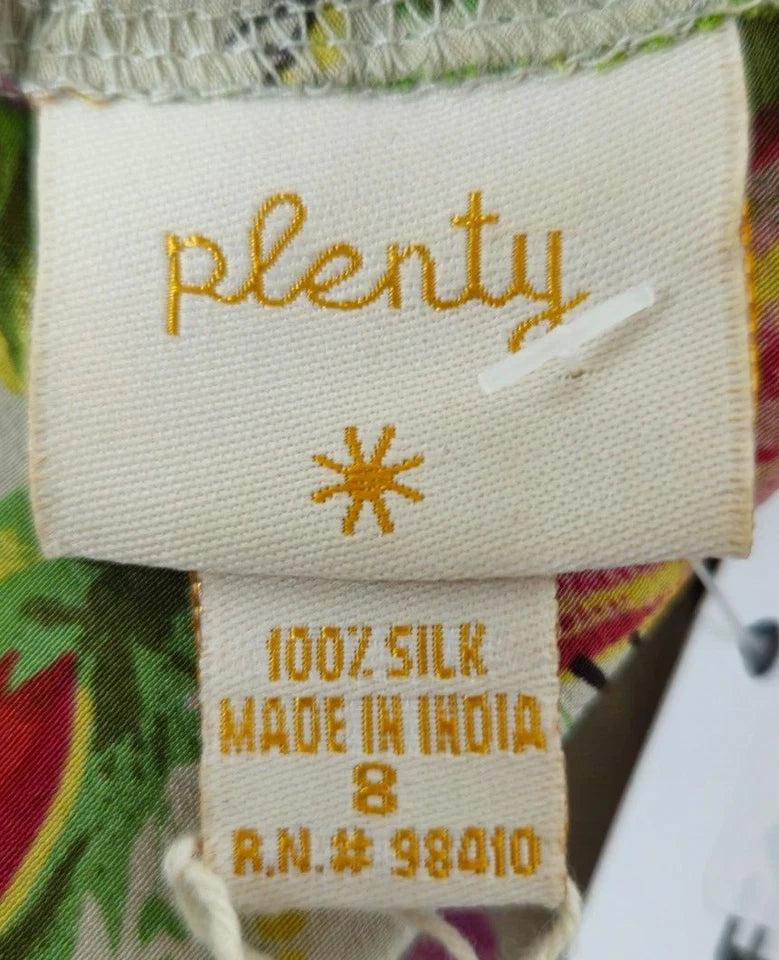 plenty
100% SILK
MADE IN INDIA
8
R.N.# 98410